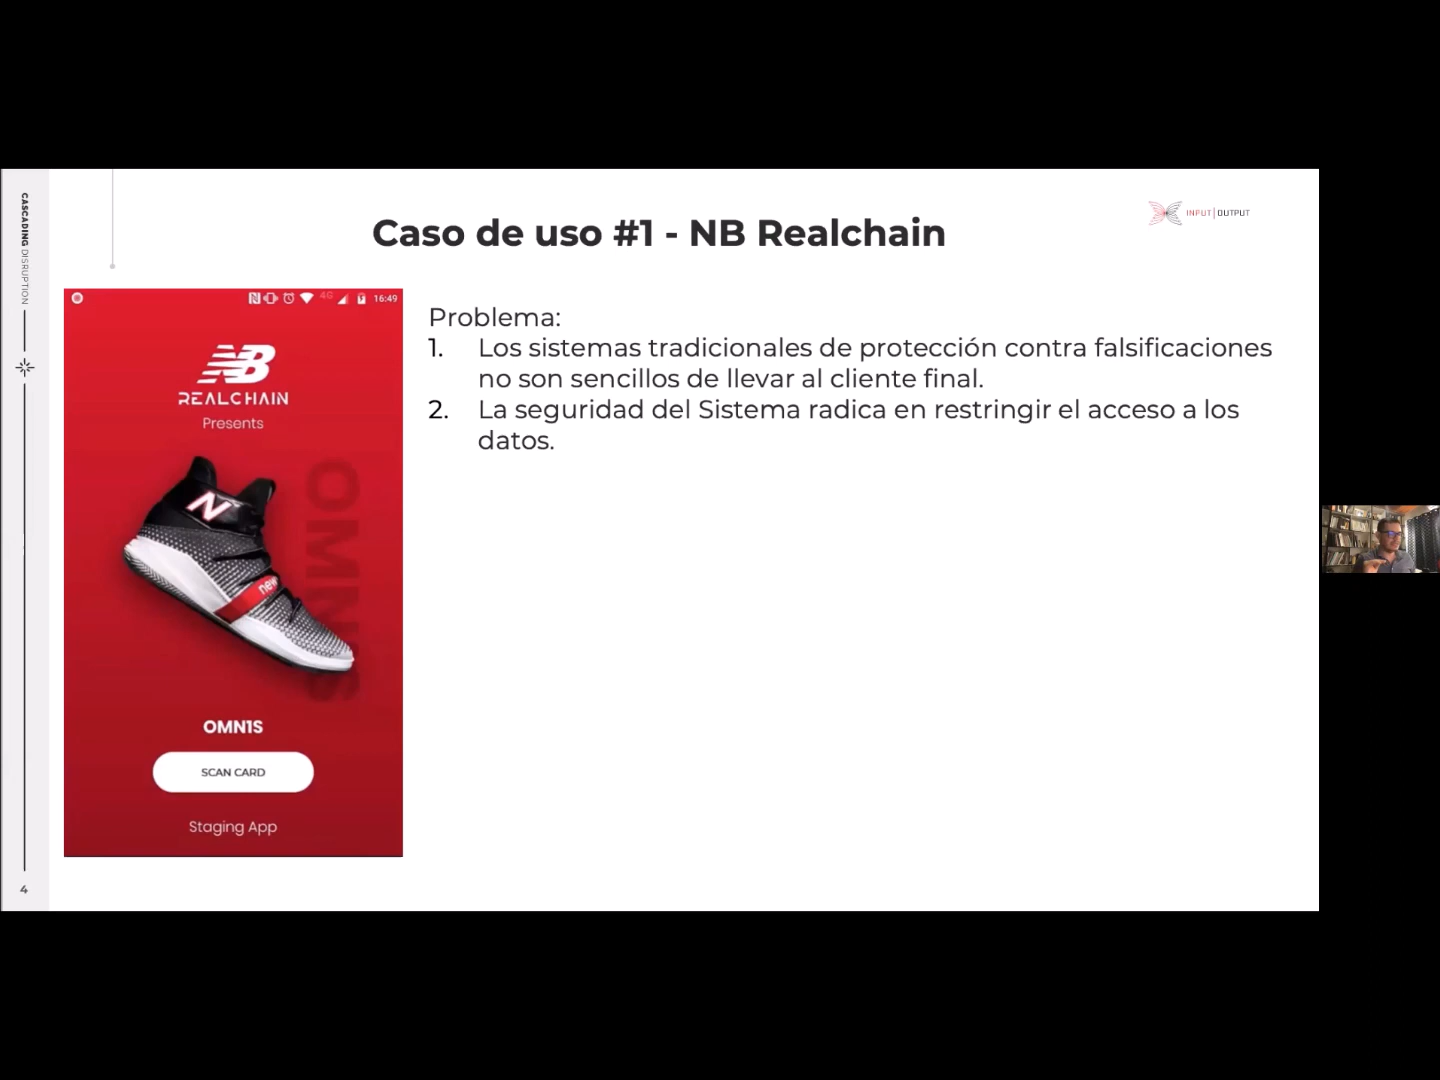 CASCADING DISRUPTION
Caso de uso #1 - NB Realchain
INPUT|OUTPUT
4G 16:49
NB
REALCHAIN
Presents
N
OMN1S
new
OMN1S
SCAN CARD
Staging App
Problema:
1. Los sistemas tradicionales de protección contra falsificaciones
no son sencillos de llevar al cliente final.
2. La seguridad del Sistema radica en restringir el acceso a los
datos.
4